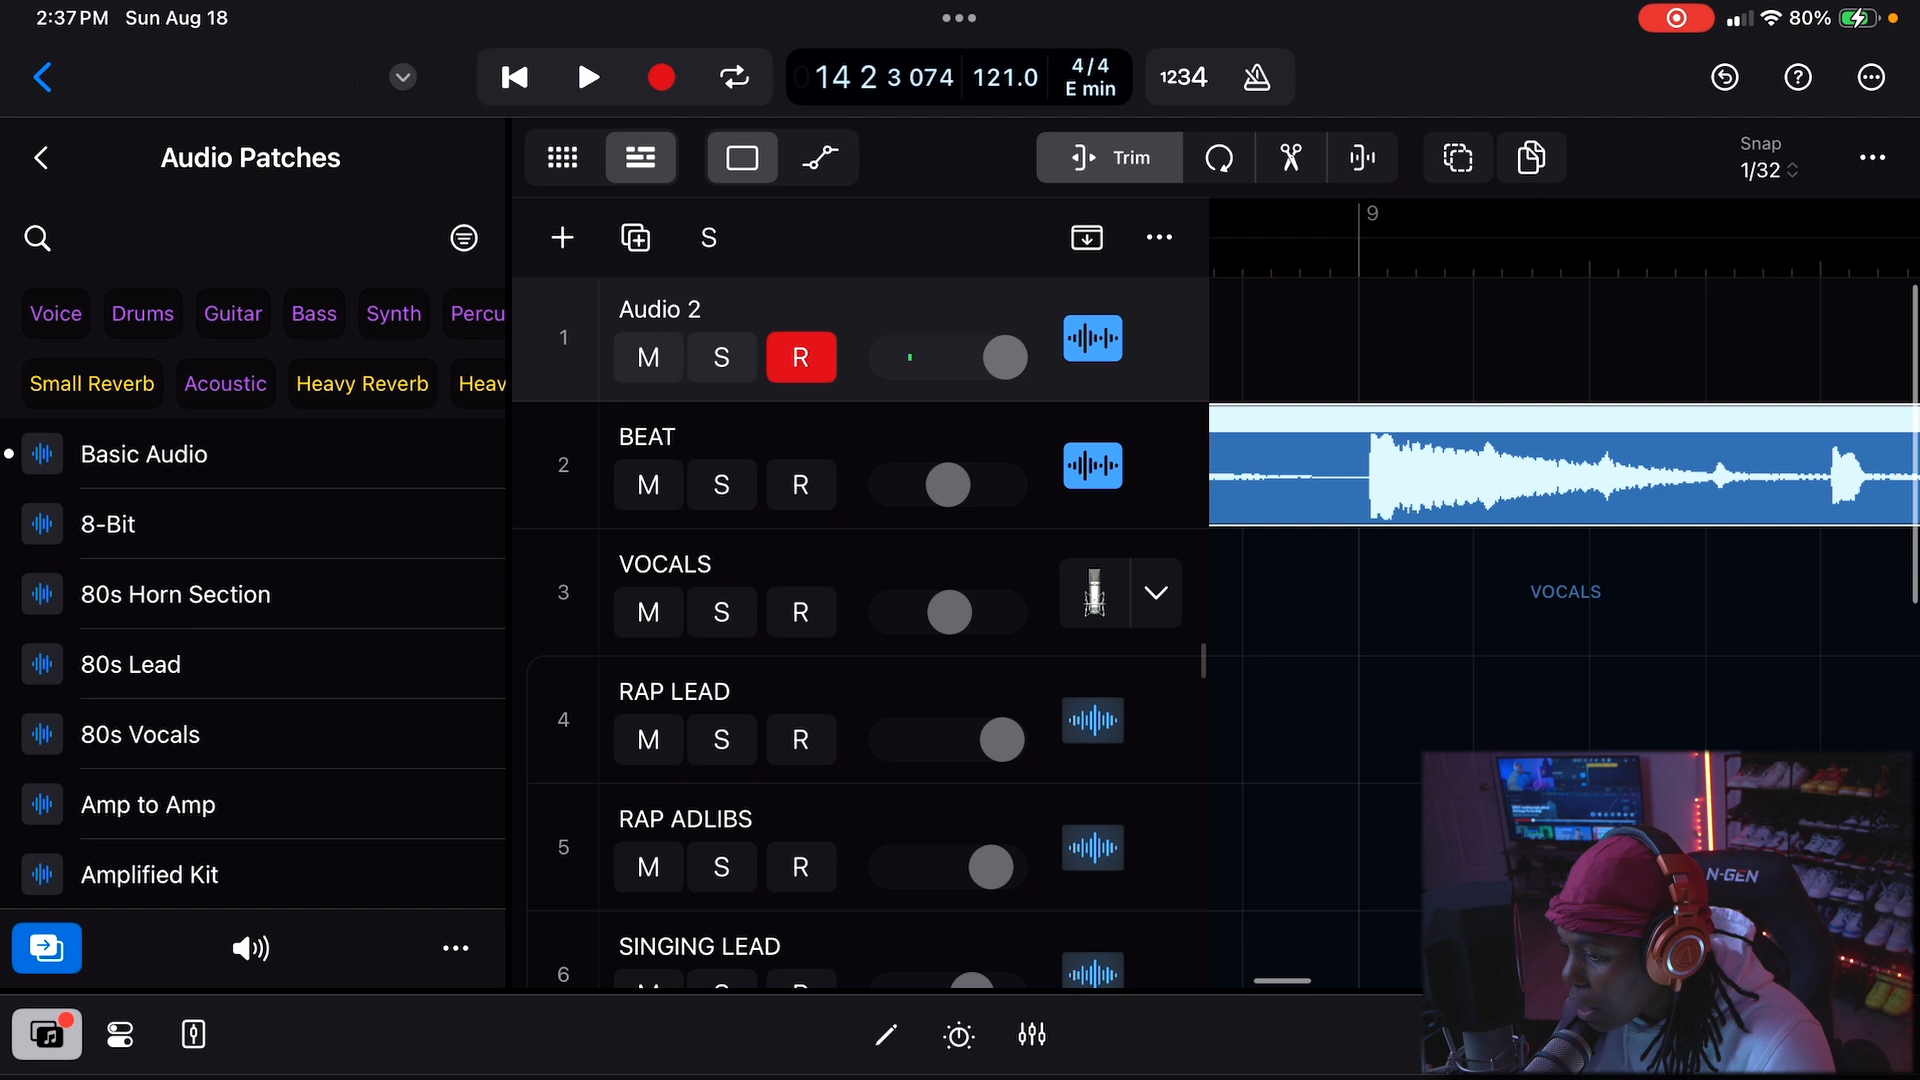 2:37 PM Sun Aug 18
80%
14 2 3 074 121.0 4/4 E min
1234
Audio Patches
Trim
Snap
1/32
S
9
Voice Drums Guitar Bass Synth Percu
Small Reverb Acoustic Heavy Reverb Heav
Basic Audio
8-Bit
80s Horn Section
80s Lead
80s Vocals
Amp to Amp
Amplified Kit
1
Audio 2
M S R
2
BEAT
M S R
3
VOCALS
M S R
VOCALS
4
RAP LEAD
M S R
5
RAP ADLIBS
M S R
6
SINGING LEAD
M S R
N-GEN